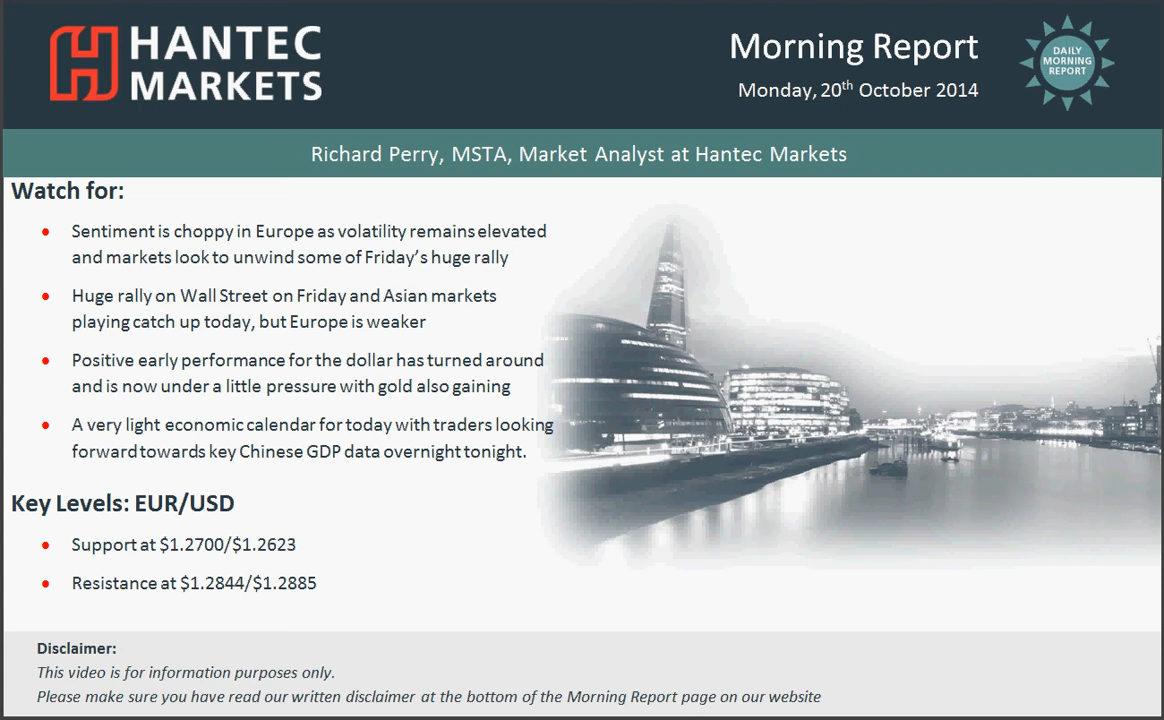 HANTEC
MARKETS
Morning Report
Monday, 20th October 2014
DAILY
MORNING
REPORT
Richard Perry, MSTA, Market Analyst at Hantec Markets
Watch for:
• Sentiment is choppy in Europe as volatility remains elevated
and markets look to unwind some of Friday's huge rally
• Huge rally on Wall Street on Friday and Asian markets
playing catch up today, but Europe is weaker
• Positive early performance for the dollar has turned around
and is now under a little pressure with gold also gaining
• A very light economic calendar for today with traders looking
forward towards key Chinese GDP data overnight tonight.
Key Levels: EUR/USD
• Support at $1.2700/$1.2623
• Resistance at $1.2844/$1.2885
Disclaimer:
This video is for information purposes only.
Please make sure you have read our written disclaimer at the bottom of the Morning Report page on our website